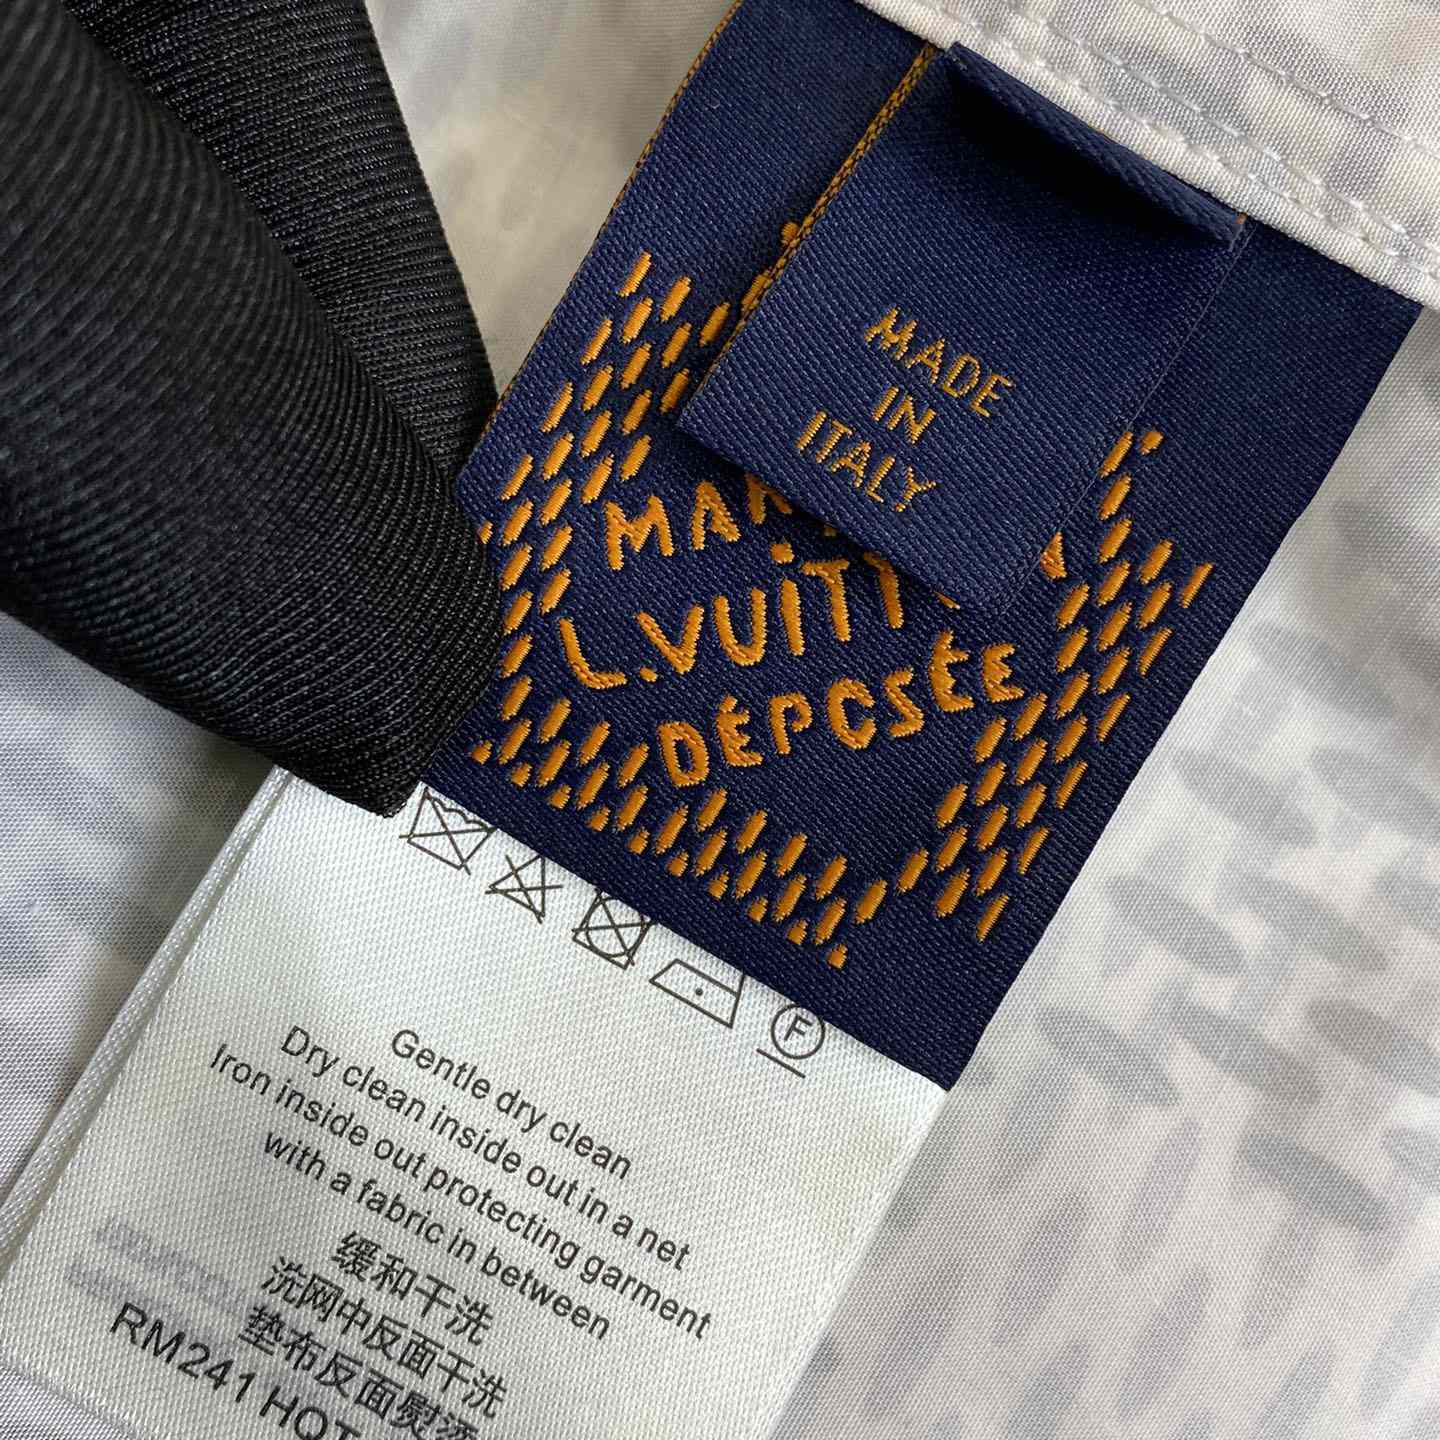 MADE
IN
ITALY
L.VUITT
DÉPOSÉE
F
Gentle dry clean
Dry clean inside out in a net
Iron inside out protecting garment
with a fabric in between
缓和干洗
洗网中反面干洗
垫布反面熨烫
RM241 HQT